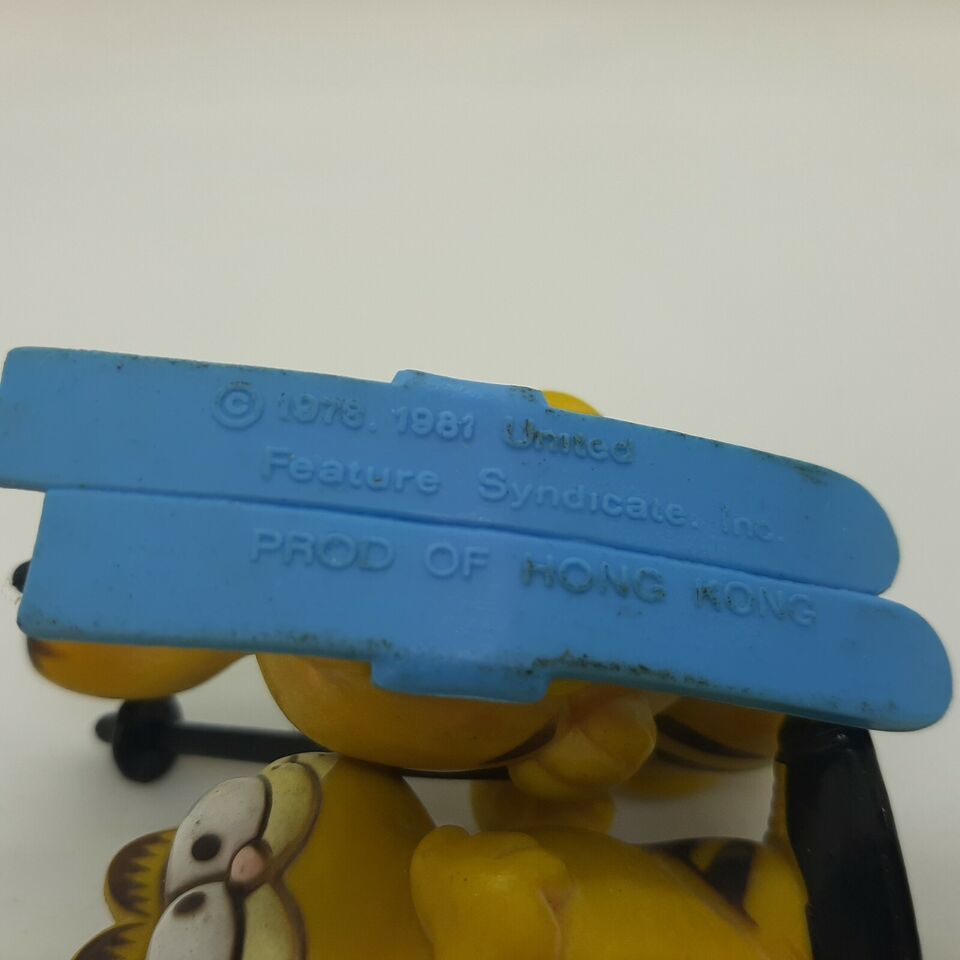 © 1978, 1981 United
Feature Syndicate, Inc.
PROD OF HONG KONG